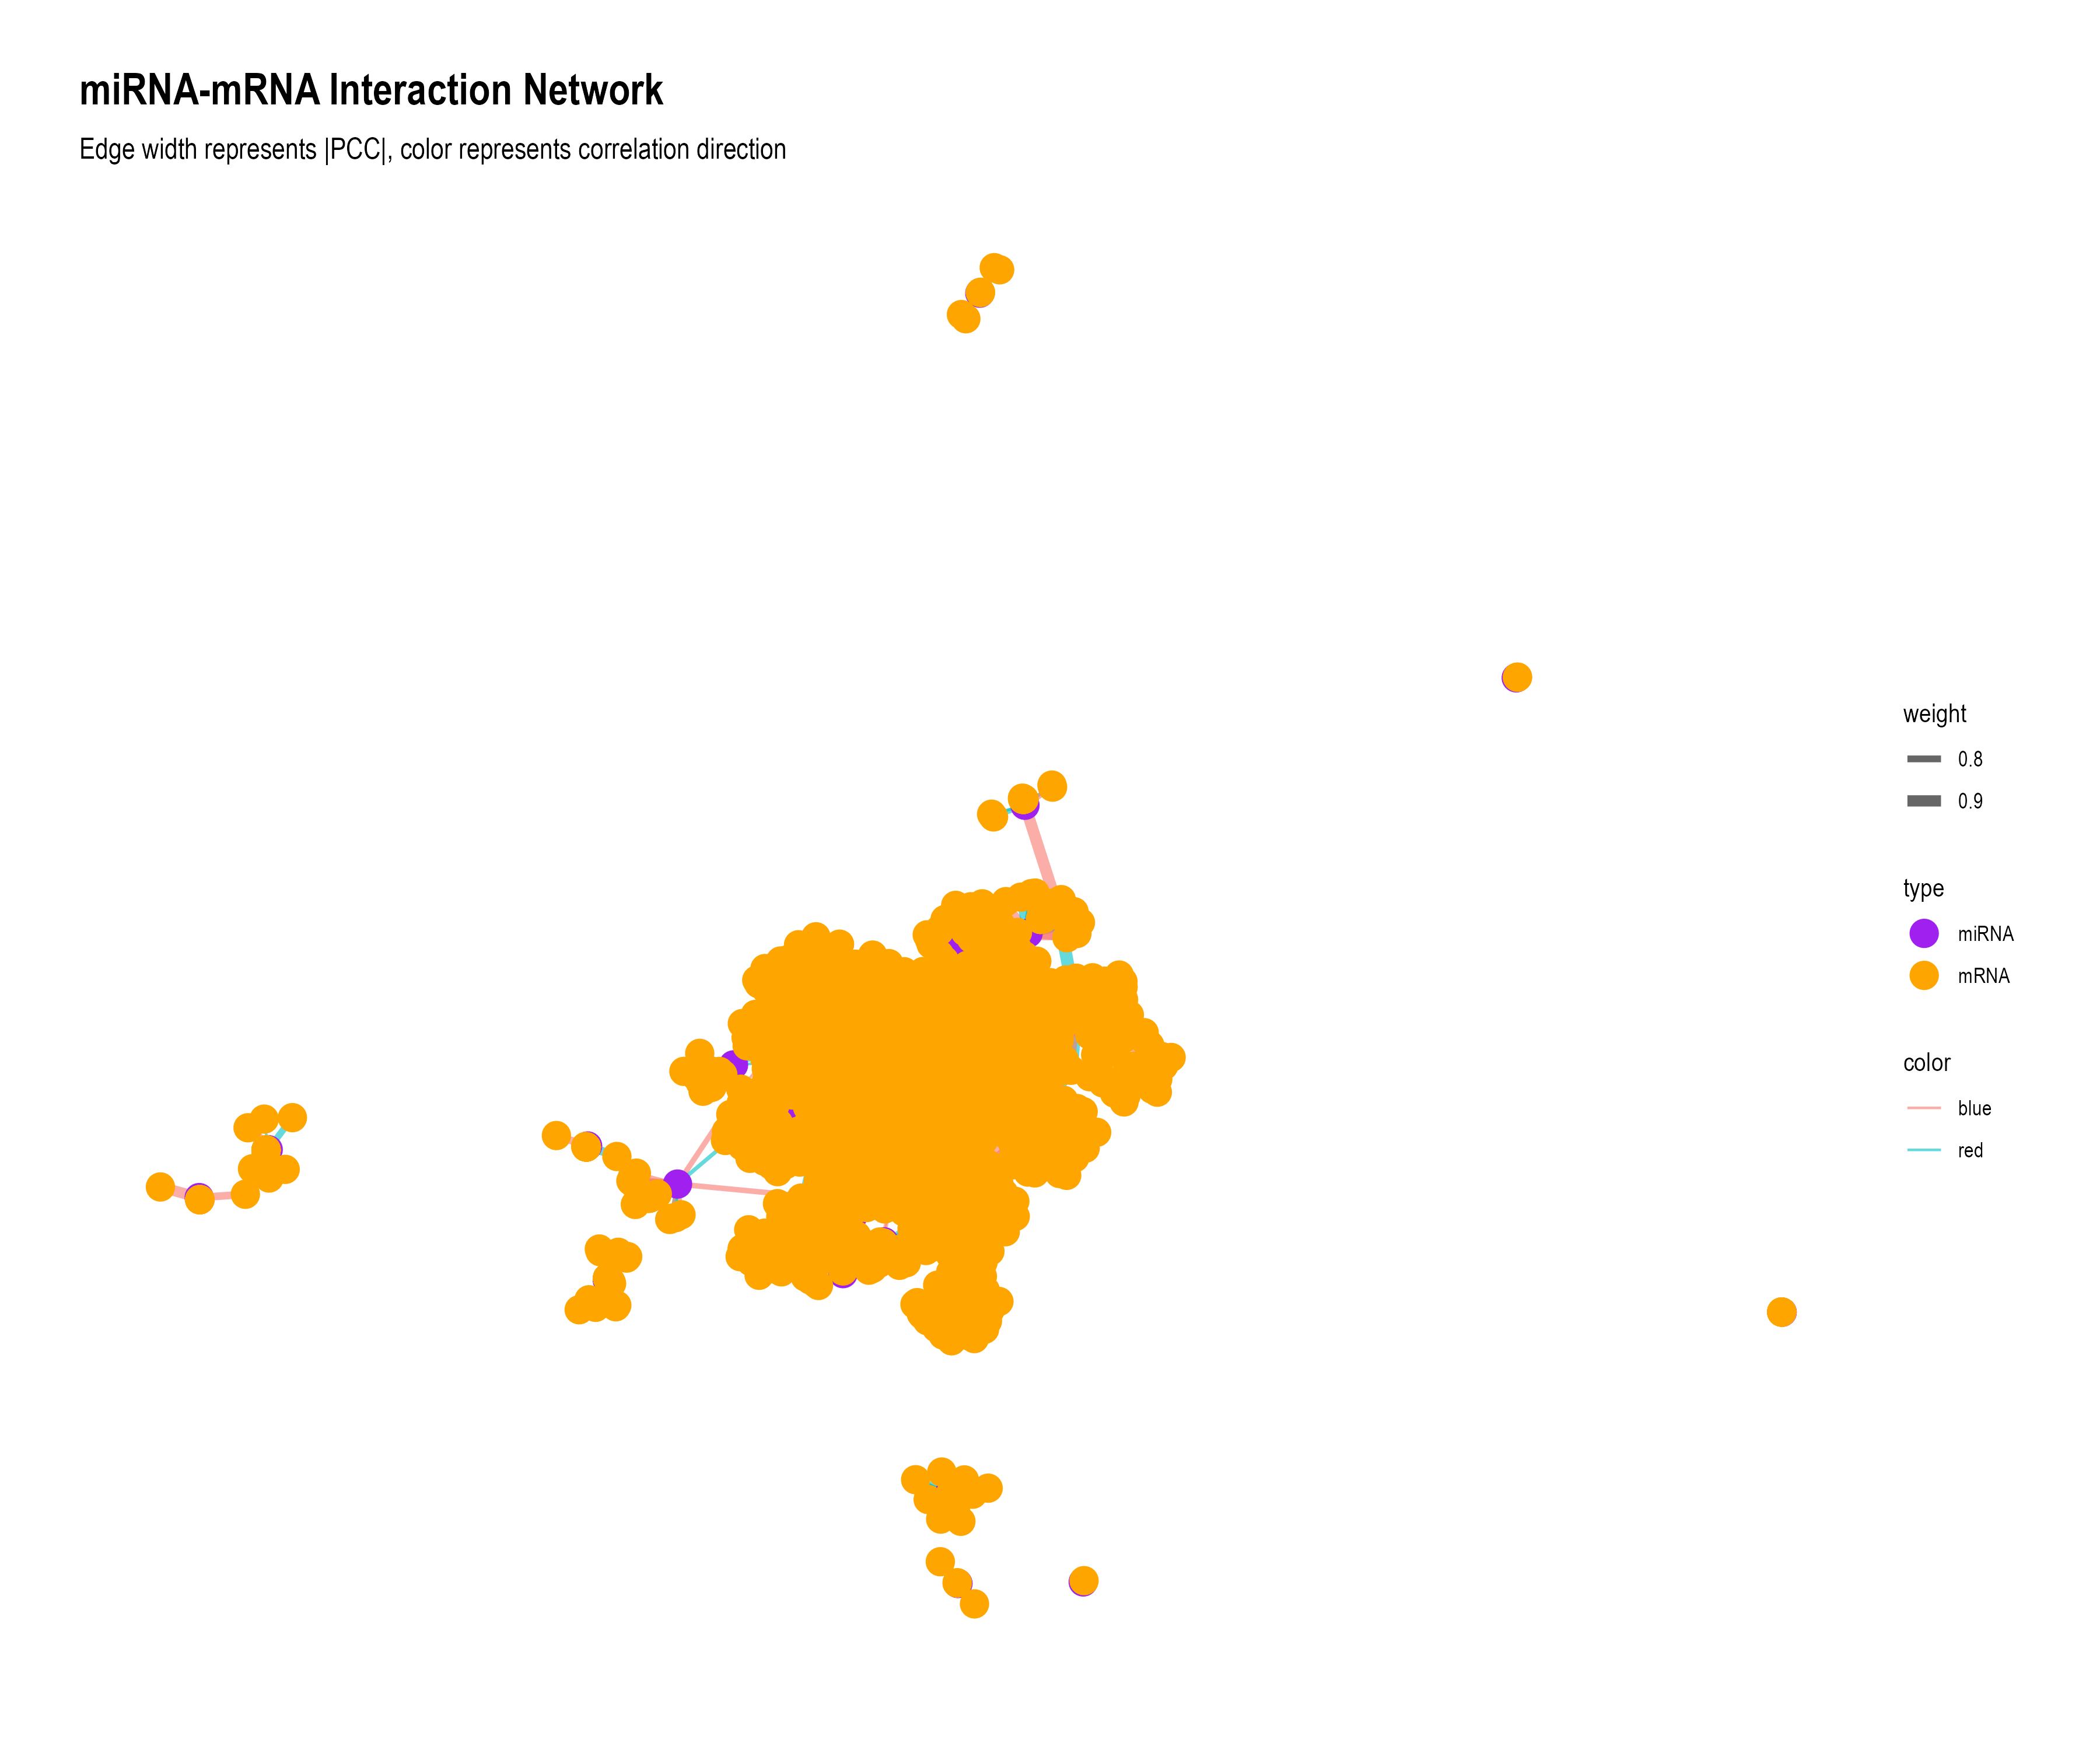 miRNA-mRNA Interaction Network
Edge width represents |PCC|, color represents correlation direction
weight
0.8
0.9
type
miRNA
mRNA
color
blue
red